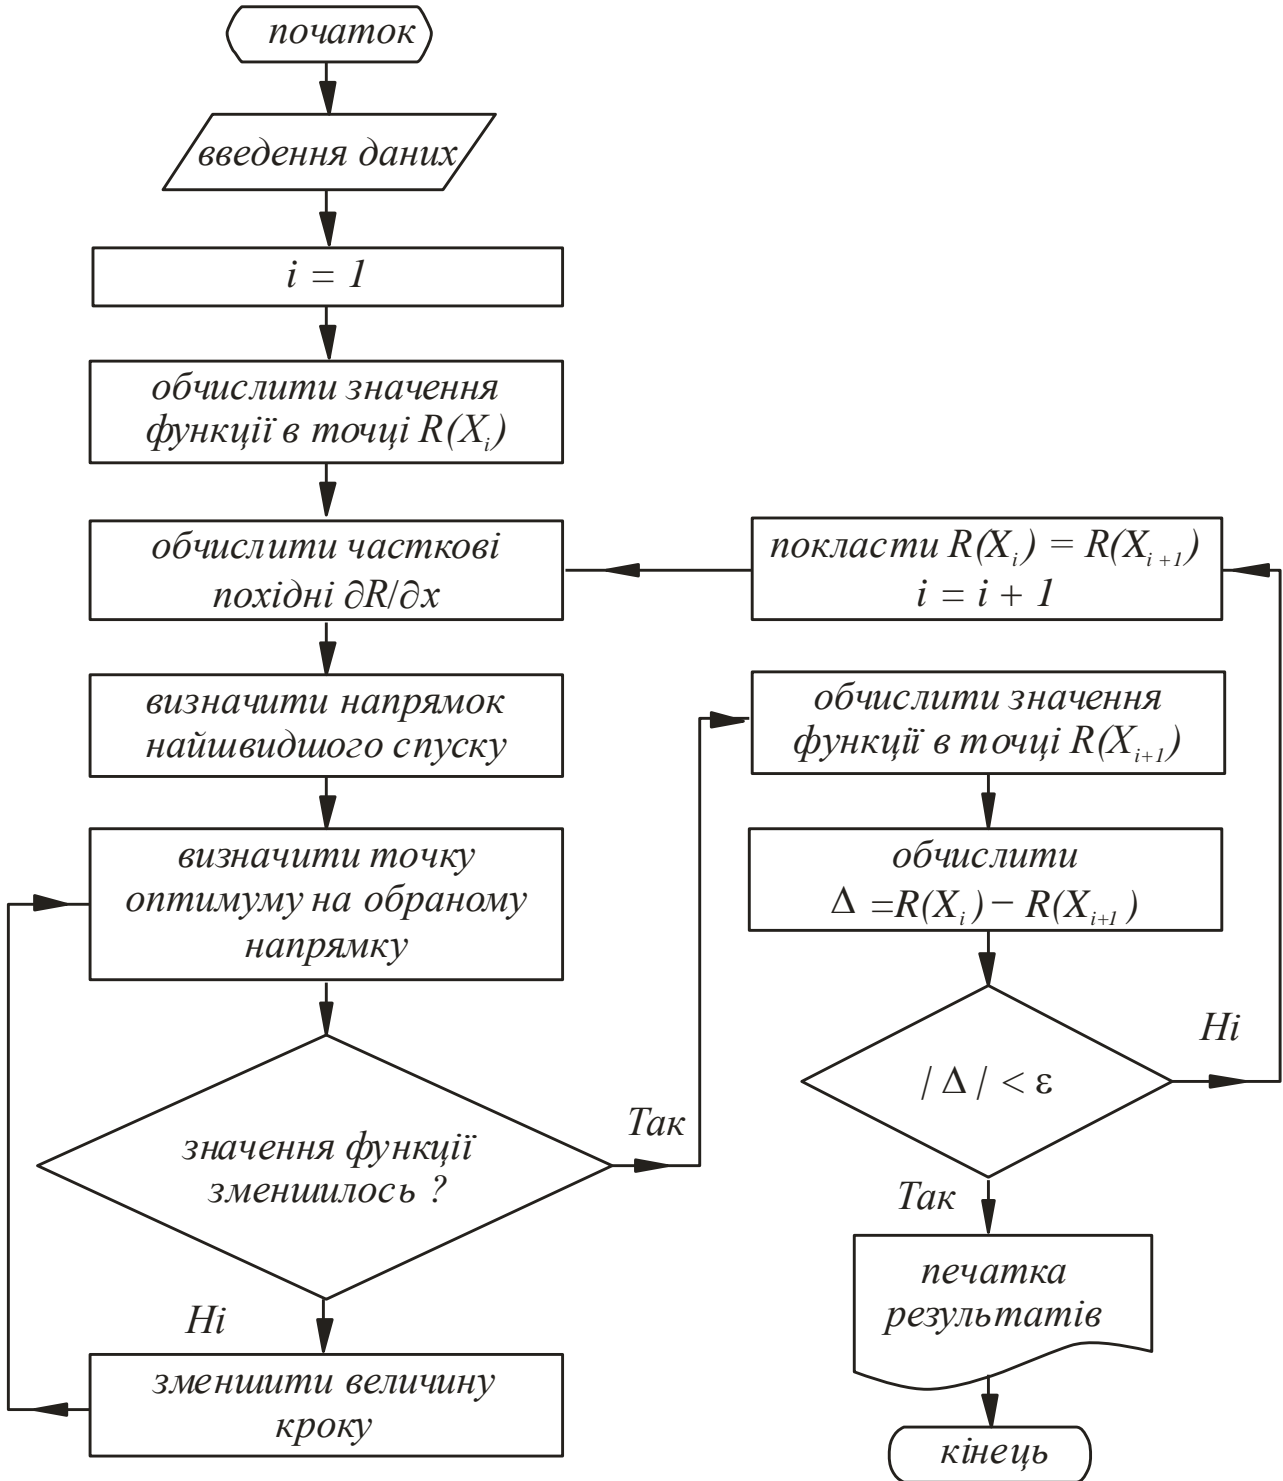 початок
введення даних
i = 1
обчислити значення
функції в точці R(Xᵢ)
обчислити часткові
похідні ∂R/∂x
визначити напрямок
найшвидшого спуску
визначити точку
оптимуму на обраному
напрямку
значення функції
зменшилось ?
Так
Ні
зменшити величину
кроку
покласти R(Xᵢ) = R(Xᵢ₊₁)
i = i + 1
обчислити значення
функції в точці R(Xᵢ₊₁)
обчислити
Δ =R(Xᵢ) − R(Xᵢ₊₁)
| Δ | < ε
Ні
Так
печатка
результатів
кінець